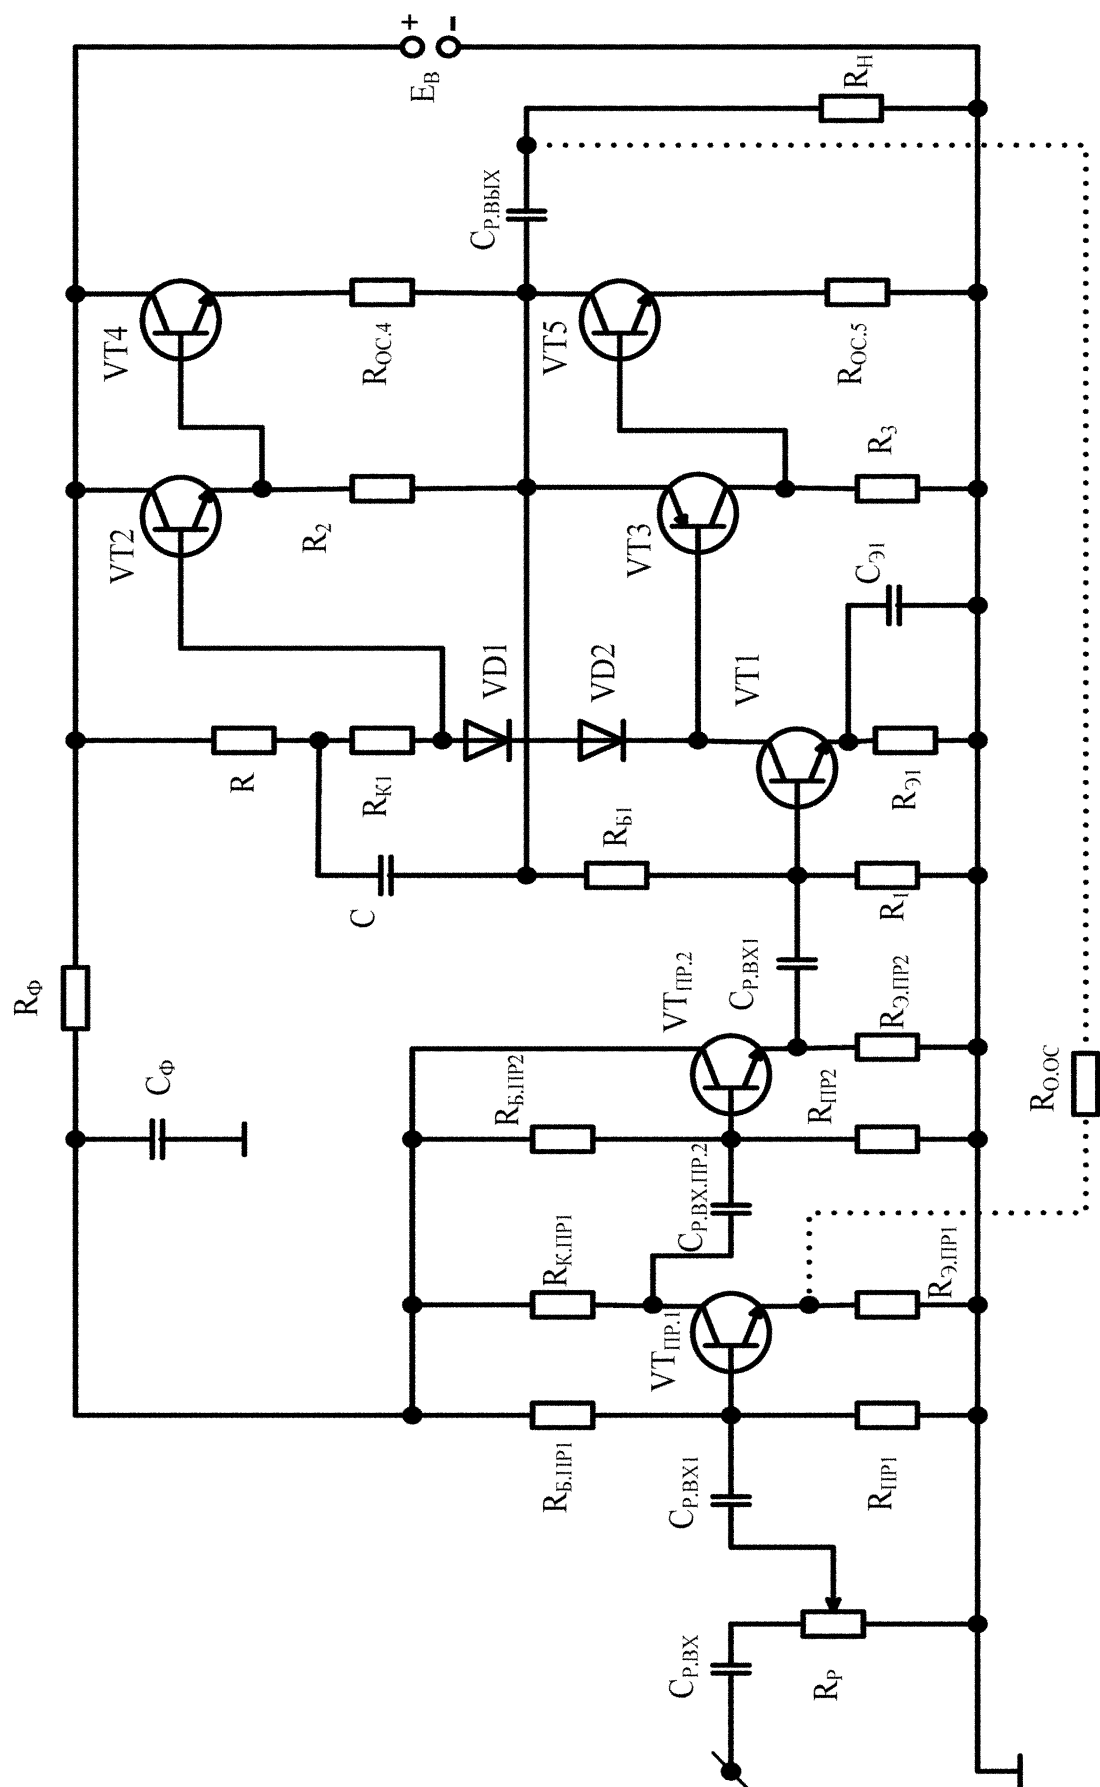 +
-
E_В
R_Н
C_Р.ВЫХ
VT4
R_ОС.4
VT5
R_ОС.5
VT2
R_2
VT3
R_3
C_Э1
VD1
VD2
VT1
R
R_К1
R_Э1
R_Б1
C
R_1
R_Ф
C_Р.ВХ1
VT_ПР.2
R_Э.ПР2
C_Ф
R_Б.ПР2
R_ПР2
R_О.ОС
C_Р.ВХ.ПР.2
R_К.ПР1
R_Э.ПР1
VT_ПР.1
R_Б.ПР1
C_Р.ВХ1
R_ПР1
C_Р.ВХ
R_Р